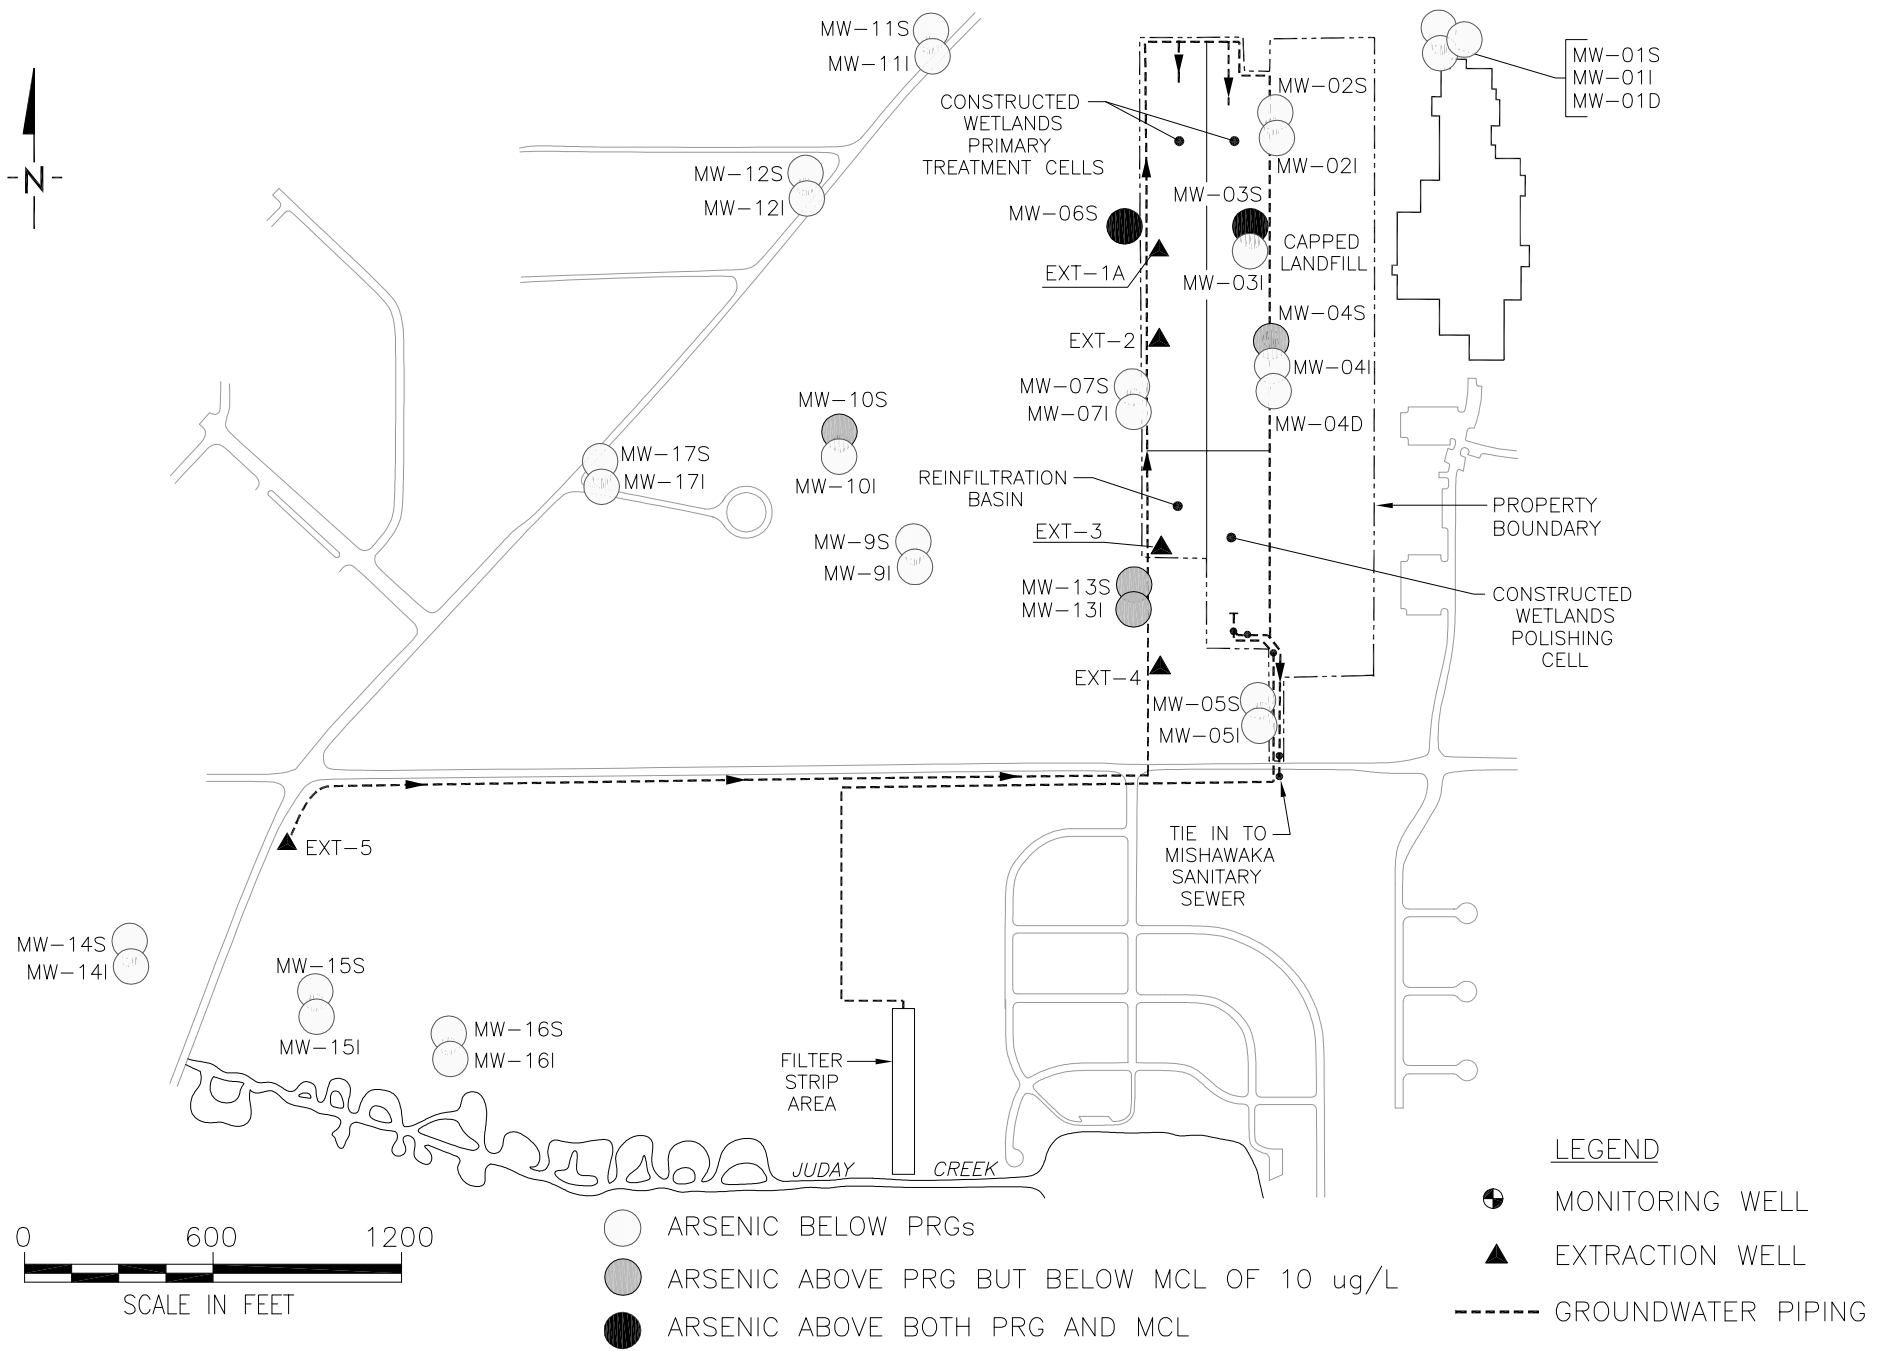 MW-11S
MW-11I
MW-01S
MW-01I
MW-01D
MW-02S
CONSTRUCTED
WETLANDS
PRIMARY
TREATMENT CELLS
MW-02I
-N-
MW-12S
MW-12I
MW-03S
MW-06S
CAPPED
LANDFILL
EXT-1A
MW-03I
MW-04S
EXT-2
MW-04I
MW-07S
MW-07I
MW-04D
MW-10S
MW-10I
MW-17S
MW-17I
REINFILTRATION
BASIN
PROPERTY
BOUNDARY
EXT-3
MW-9S
MW-9I
MW-13S
MW-13I
CONSTRUCTED
WETLANDS
POLISHING
CELL
T
EXT-4
MW-05S
MW-05I
TIE IN TO
MISHAWAKA
SANITARY
SEWER
EXT-5
MW-14S
MW-14I
MW-15S
MW-15I
MW-16S
MW-16I
FILTER
STRIP
AREA
JUDAY CREEK
0 600 1200
SCALE IN FEET
ARSENIC BELOW PRGs
ARSENIC ABOVE PRG BUT BELOW MCL OF 10 ug/L
ARSENIC ABOVE BOTH PRG AND MCL
LEGEND
MONITORING WELL
EXTRACTION WELL
GROUNDWATER PIPING